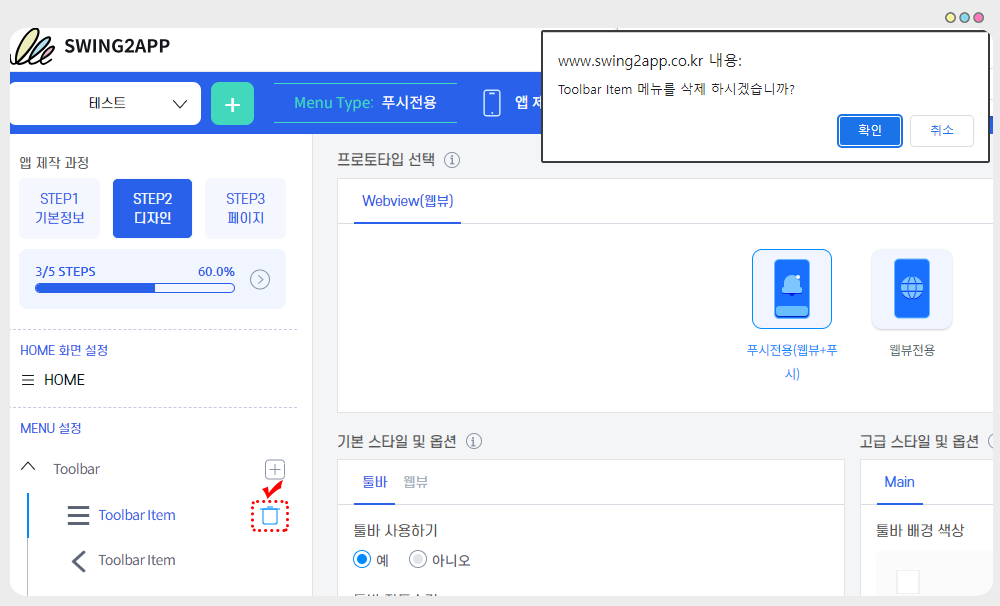 SWING2APP
www.swing2app.co.kr 내용:
Toolbar Item 메뉴를 삭제 하시겠습니까?
확인
취소
테스트
+
Menu Type: 푸시전용
앱 제
앱 제작 과정
STEP1
기본정보
STEP2
디자인
STEP3
페이지
3/5 STEPS
60.0%
HOME 화면 설정
HOME
MENU 설정
Toolbar
Toolbar Item
Toolbar Item
프로토타입 선택
Webview(웹뷰)
푸시전용(웹뷰+푸
시)
웹뷰전용
기본 스타일 및 옵션
툴바
웹뷰
툴바 사용하기
예
아니오
고급 스타일 및 옵션
Main
툴바 배경 색상